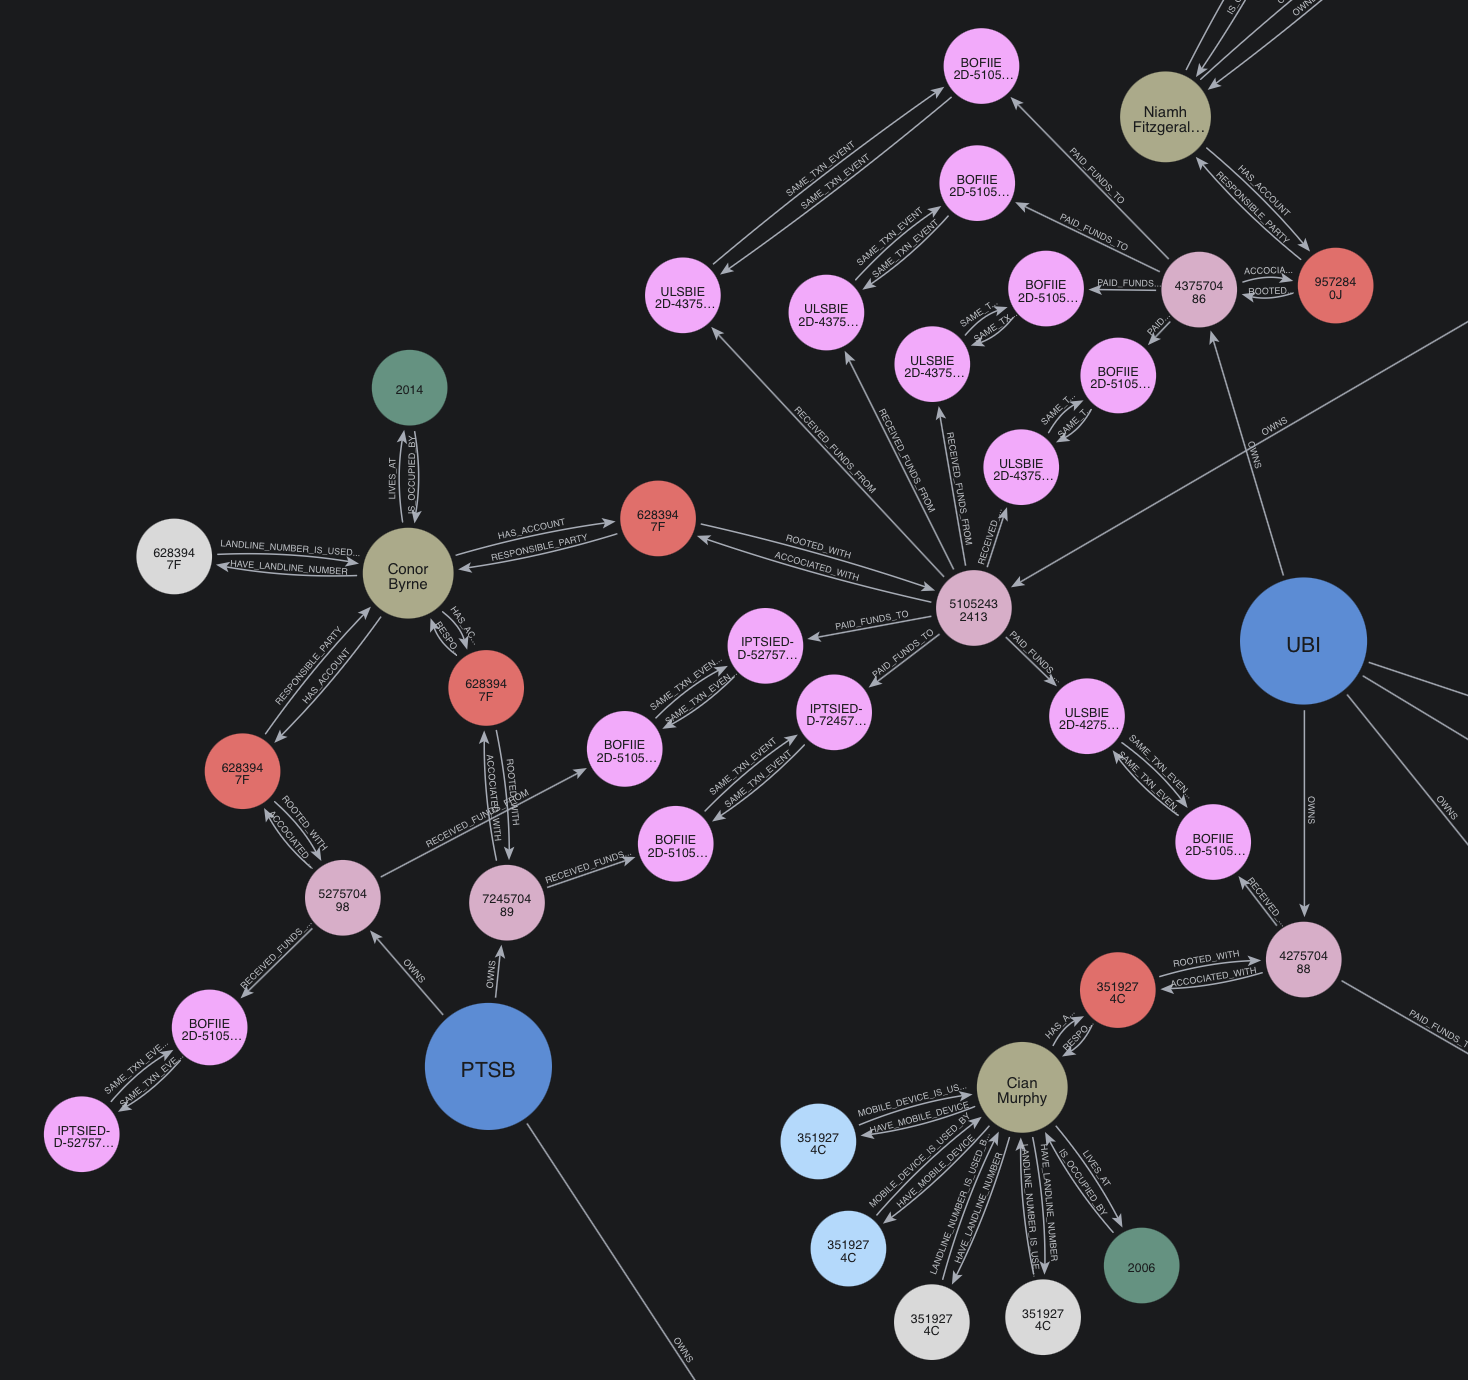 IS_O
OWNS
BOFIIE
2D-5105...
Niamh
Fitzgeral...
SAME_TXN_EVENT
SAME_TXN_EVENT
PAID_FUNDS_TO
HAS_ACCOUNT
RESPONSIBLE_PARTY
BOFIIE
2D-5105...
SAME_TXN_EVENT
SAME_TXN_EVENT
PAID_FUNDS_TO
ULSBIE
2D-4375...
ULSBIE
2D-4375...
BOFIIE
2D-5105...
PAID_FUNDS...
4375704
86
ACCOCIA...
ROOTED...
957284
0J
SAME_T...
SAME_TX...
PAID...
ULSBIE
2D-4375...
BOFIIE
2D-5105...
2014
SAME_T...
SAME_T...
RECEIVED_FUNDS_FROM
RECEIVED_FUNDS_FROM
RECEIVED_FUNDS_FROM
OWNS
OWNS
LIVES_AT
IS_OCCUPIED_BY
ULSBIE
2D-4375...
RECEIVED...
628394
7F
LANDLINE_NUMBER_IS_USED...
HAVE_LANDLINE_NUMBER
Conor
Byrne
HAS_ACCOUNT
RESPONSIBLE_PARTY
628394
7F
ROOTED_WITH
ACCOCIATED_WITH
5105243
2413
UBI
RESPONSIBLE_PARTY
HAS_ACCOUNT
HAS_AC...
RESPO...
628394
7F
IPTSIED-
D-52757...
PAID_FUNDS_TO
PAID_FUNDS_TO
PAID_FUNDS...
SAME_TXN_EVEN...
SAME_TXN_EVEN...
IPTSIED-
D-72457...
ULSBIE
2D-4275...
628394
7F
BOFIIE
2D-5105...
SAME_TXN_EVENT
SAME_TXN_EVENT
SAME_TXN_EVEN
SAME_TXN_EVEN
OWNS
OWNS
ROOTED_WITH
ACCOCIATED
RECEIVED_FUNDS_FROM
ACCOCIATED_WITH
ROOTED_WITH
BOFIIE
2D-5105...
BOFIIE
2D-5105...
5275704
98
7245704
89
RECEIVED_FUNDS...
RECEIVED...
RECEIVED_FUNDS_...
OWNS
OWNS
4275704
88
ROOTED_WITH
ACCOCIATED_WITH
351927
4C
PAID_FUNDS_T
BOFIIE
2D-5105...
SAME_TXN_EVE...
SAME_TXN_EVE...
IPTSIED-
D-52757...
PTSB
HAS_A...
RESPO...
Cian
Murphy
MOBILE_DEVICE_IS_US...
HAVE_MOBILE_DEVICE
351927
4C
MOBILE_DEVICE_IS_USED_BY
HAVE_MOBILE_DEVICE
LANDLINE_NUMBER_IS_USED_B...
HAVE_LANDLINE_NUMBER
LANDLINE_NUMBER_IS_USE
HAVE_LANDLINE_NUMBER
LIVES_AT
IS_OCCUPIED_BY
351927
4C
2006
351927
4C
351927
4C
OWNS